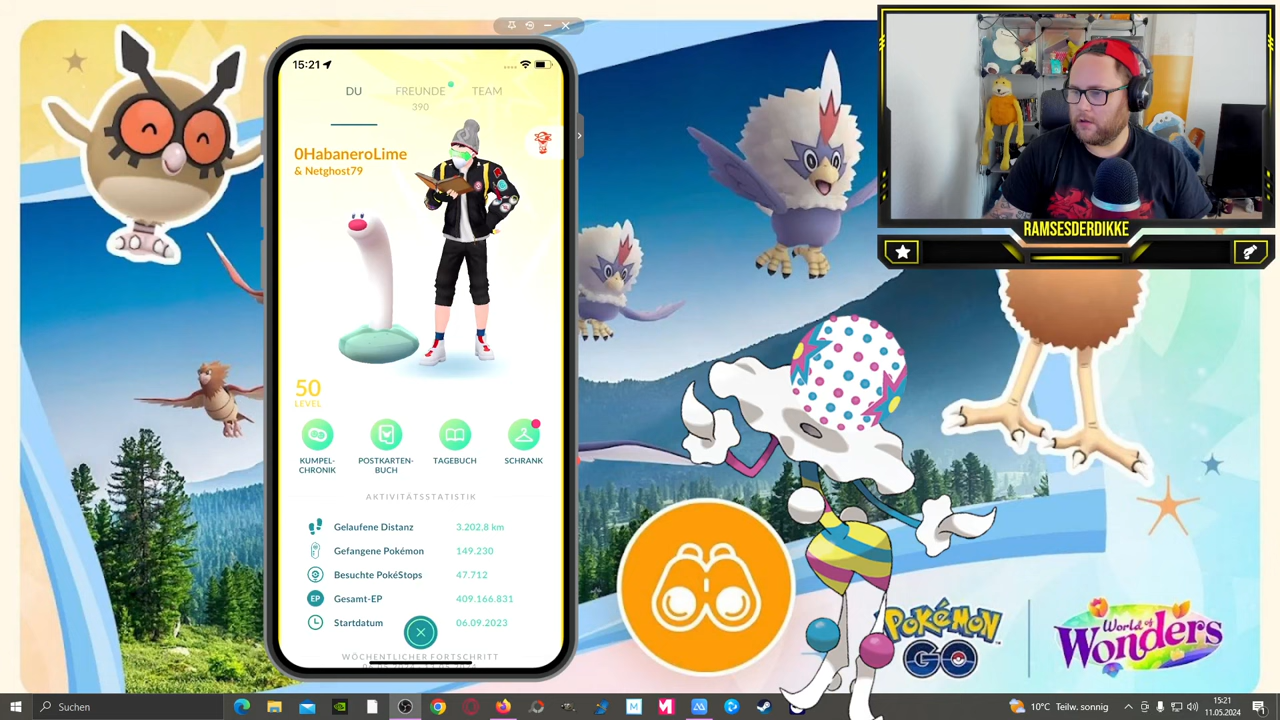 15:21
DU
FREUNDE
390
TEAM
0HabaneroLime
& Netghost79
50
LEVEL
KUMPEL-
CHRONIK
POSTKARTEN-
BUCH
TAGEBUCH
SCHRANK
AKTIVITÄTSSTATISTIK
Gelaufene Distanz 3.202,8 km
Gefangene Pokémon 149.230
Besuchte PokéStops 47.712
EP Gesamt-EP 409.166.831
Startdatum 06.09.2023
WÖCHENTLICHER FORTSCHRITT
RAMSESDERDIKKE
POKÉMON
GO
World of
Wonders
Suchen
10°C Teilw. sonnig
15:21
11.05.2024